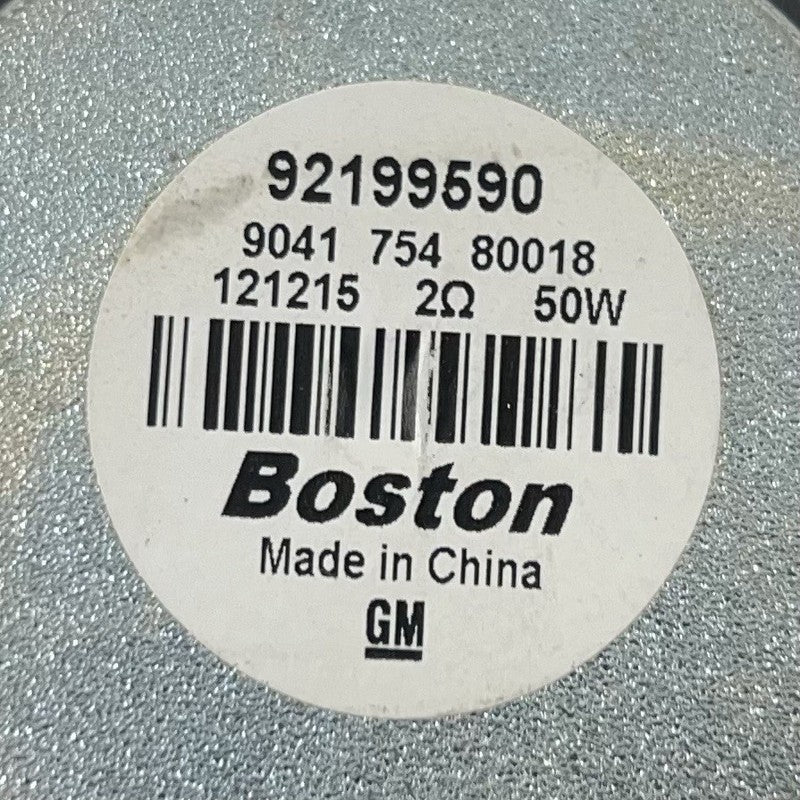 92199590
9041 754 80018
121215 2Ω 50W
Boston
Made in China
GM